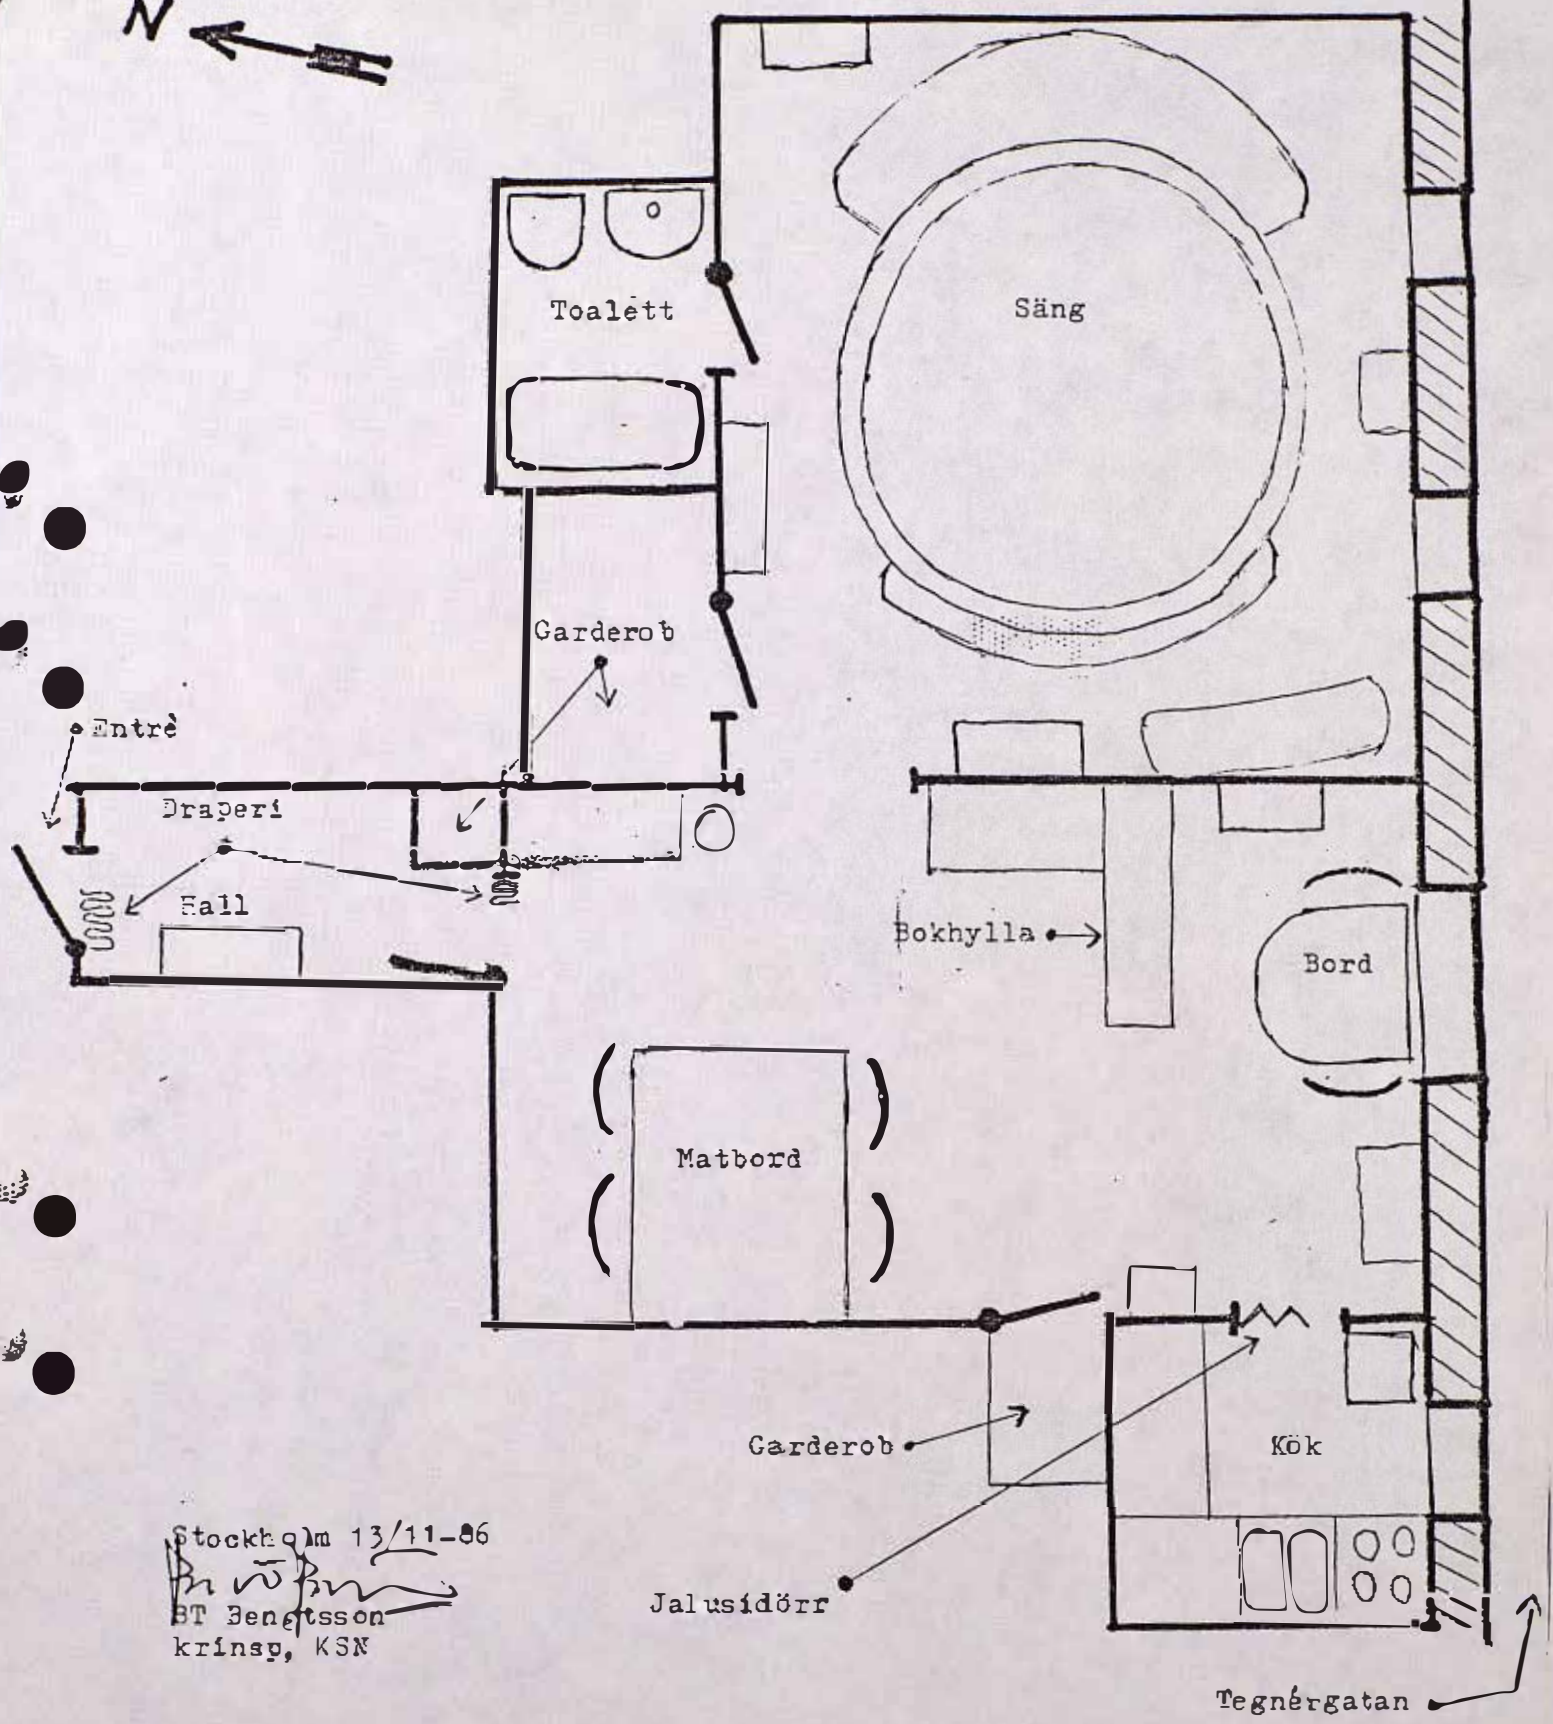 N
Toalett
Säng
Garderob
Entrè
Draperi
Hall
Bokhylla
Bord
Matbord
Garderob
Kök
Jalusidörr
Stockholm 13/11-86
BT Bengtsson
krinsp, KSN
Tegnérgatan